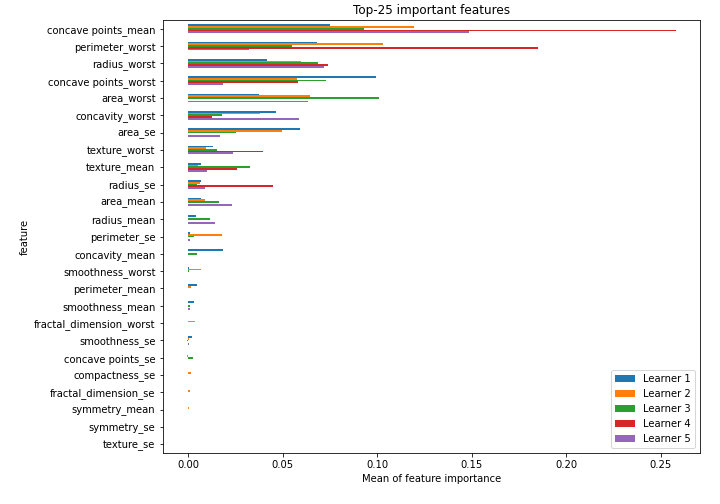 Top-25 important features
concave points_mean
perimeter_worst
radius_worst
concave points_worst
area_worst
concavity_worst
area_se
texture_worst
texture_mean
radius_se
area_mean
radius_mean
perimeter_se
concavity_mean
smoothness_worst
perimeter_mean
smoothness_mean
fractal_dimension_worst
smoothness_se
concave points_se
compactness_se
fractal_dimension_se
symmetry_mean
symmetry_se
texture_se
feature
Learner 1
Learner 2
Learner 3
Learner 4
Learner 5
0.00 0.05 0.10 0.15 0.20 0.25
Mean of feature importance